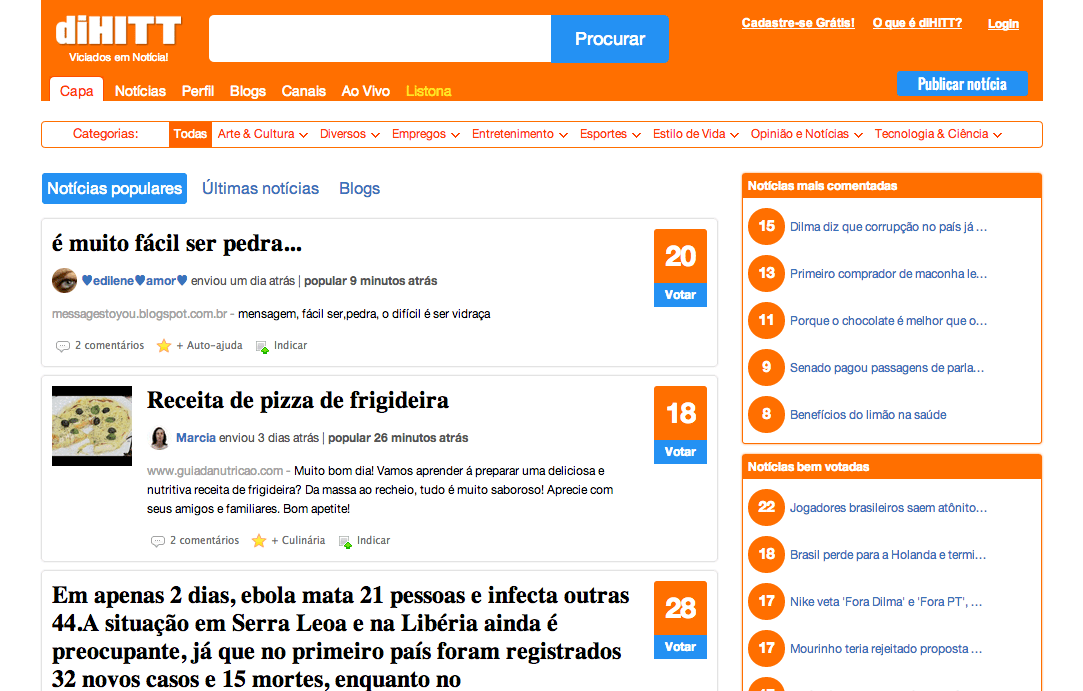 diHITT
Viciados em Notícia!
Procurar
Cadastre-se Grátis! O que é diHITT? Login
Capa Notícias Perfil Blogs Canais Ao Vivo Listona
Publicar notícia
Categorias: Todas Arte & Cultura Diversos Empregos Entretenimento Esportes Estilo de Vida Opinião e Notícias Tecnologia & Ciência
Notícias populares Últimas notícias Blogs
é muito fácil ser pedra...
♥edilene♥amor♥ enviou um dia atrás | popular 9 minutos atrás
messagestoyou.blogspot.com.br - mensagem, fácil ser,pedra, o difícil é ser vidraça
2 comentários + Auto-ajuda Indicar
20
Votar
Receita de pizza de frigideira
Marcia enviou 3 dias atrás | popular 26 minutos atrás
www.guiadanutricao.com - Muito bom dia! Vamos aprender á preparar uma deliciosa e
nutritiva receita de frigideira? Da massa ao recheio, tudo é muito saboroso! Aprecie com
seus amigos e familiares. Bom apetite!
2 comentários + Culinária Indicar
18
Votar
Em apenas 2 dias, ebola mata 21 pessoas e infecta outras
44.A situação em Serra Leoa e na Libéria ainda é
preocupante, já que no primeiro país foram registrados
32 novos casos e 15 mortes, enquanto no
28
Votar
Notícias mais comentadas
15 Dilma diz que corrupção no país já ...
13 Primeiro comprador de maconha le...
11 Porque o chocolate é melhor que o...
9 Senado pagou passagens de parla...
8 Benefícios do limão na saúde
Notícias bem votadas
22 Jogadores brasileiros saem atônito...
18 Brasil perde para a Holanda e termi...
17 Nike veta 'Fora Dilma' e 'Fora PT', ...
17 Mourinho teria rejeitado proposta ...